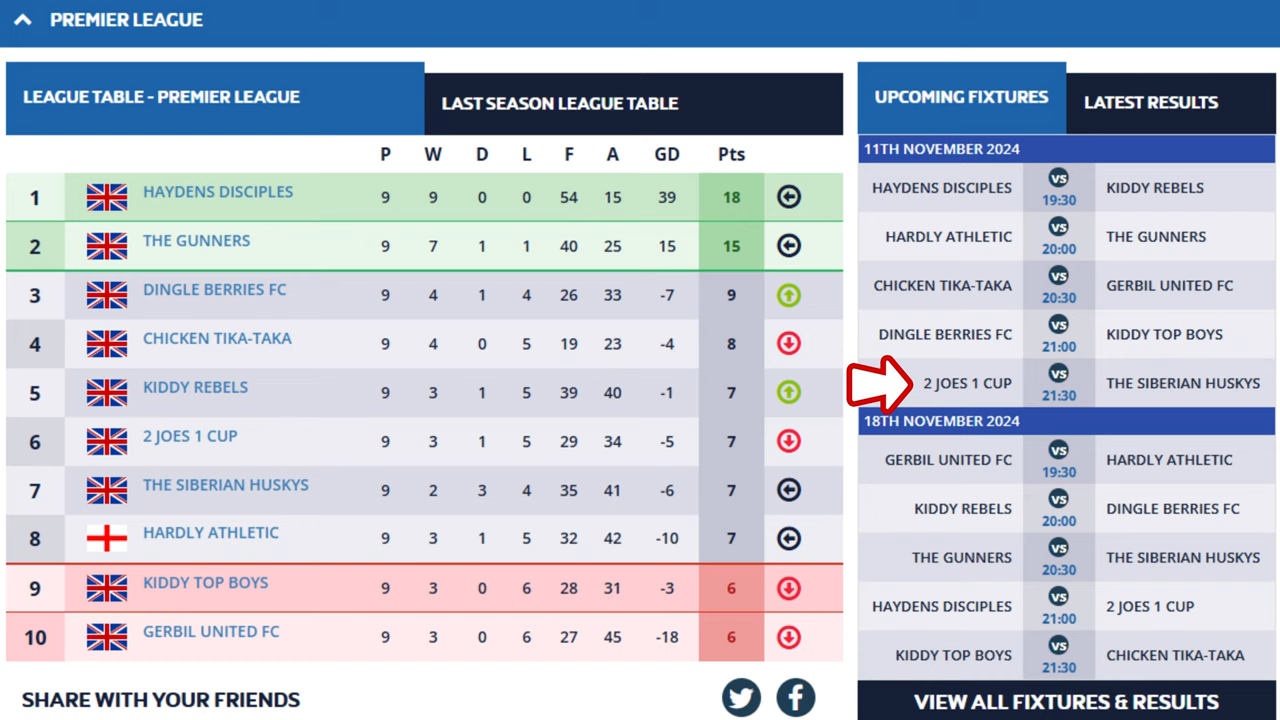 PREMIER LEAGUE
LEAGUE TABLE - PREMIER LEAGUE
LAST SEASON LEAGUE TABLE
P W D L F A GD Pts
1 HAYDENS DISCIPLES 9 9 0 0 54 15 39 18
2 THE GUNNERS 9 7 1 1 40 25 15 15
3 DINGLE BERRIES FC 9 4 1 4 26 33 -7 9
4 CHICKEN TIKA-TAKA 9 4 0 5 19 23 -4 8
5 KIDDY REBELS 9 3 1 5 39 40 -1 7
6 2 JOES 1 CUP 9 3 1 5 29 34 -5 7
7 THE SIBERIAN HUSKYS 9 2 3 4 35 41 -6 7
8 HARDLY ATHLETIC 9 3 1 5 32 42 -10 7
9 KIDDY TOP BOYS 9 3 0 6 28 31 -3 6
10 GERBIL UNITED FC 9 3 0 6 27 45 -18 6
SHARE WITH YOUR FRIENDS
UPCOMING FIXTURES
LATEST RESULTS
11TH NOVEMBER 2024
HAYDENS DISCIPLES vs 19:30 KIDDY REBELS
HARDLY ATHLETIC vs 20:00 THE GUNNERS
CHICKEN TIKA-TAKA vs 20:30 GERBIL UNITED FC
DINGLE BERRIES FC vs 21:00 KIDDY TOP BOYS
2 JOES 1 CUP vs 21:30 THE SIBERIAN HUSKYS
18TH NOVEMBER 2024
GERBIL UNITED FC vs 19:30 HARDLY ATHLETIC
KIDDY REBELS vs 20:00 DINGLE BERRIES FC
THE GUNNERS vs 20:30 THE SIBERIAN HUSKYS
HAYDENS DISCIPLES vs 21:00 2 JOES 1 CUP
KIDDY TOP BOYS vs 21:30 CHICKEN TIKA-TAKA
VIEW ALL FIXTURES & RESULTS